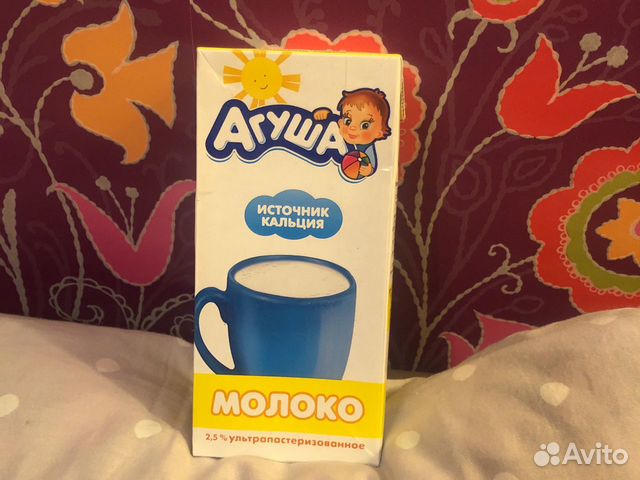 АГУША
ИСТОЧНИК
КАЛЬЦИЯ
МОЛОКО
2,5% ультрапастеризованное
Avito